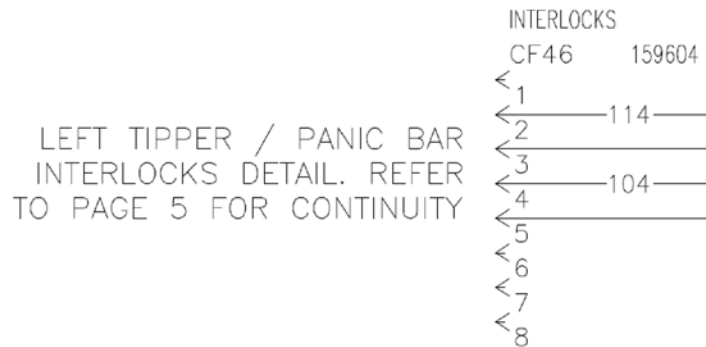 INTERLOCKS
CF46 159604
1
114
2
LEFT TIPPER / PANIC BAR
3
INTERLOCKS DETAIL. REFER
104
4
TO PAGE 5 FOR CONTINUITY
5
6
7
8